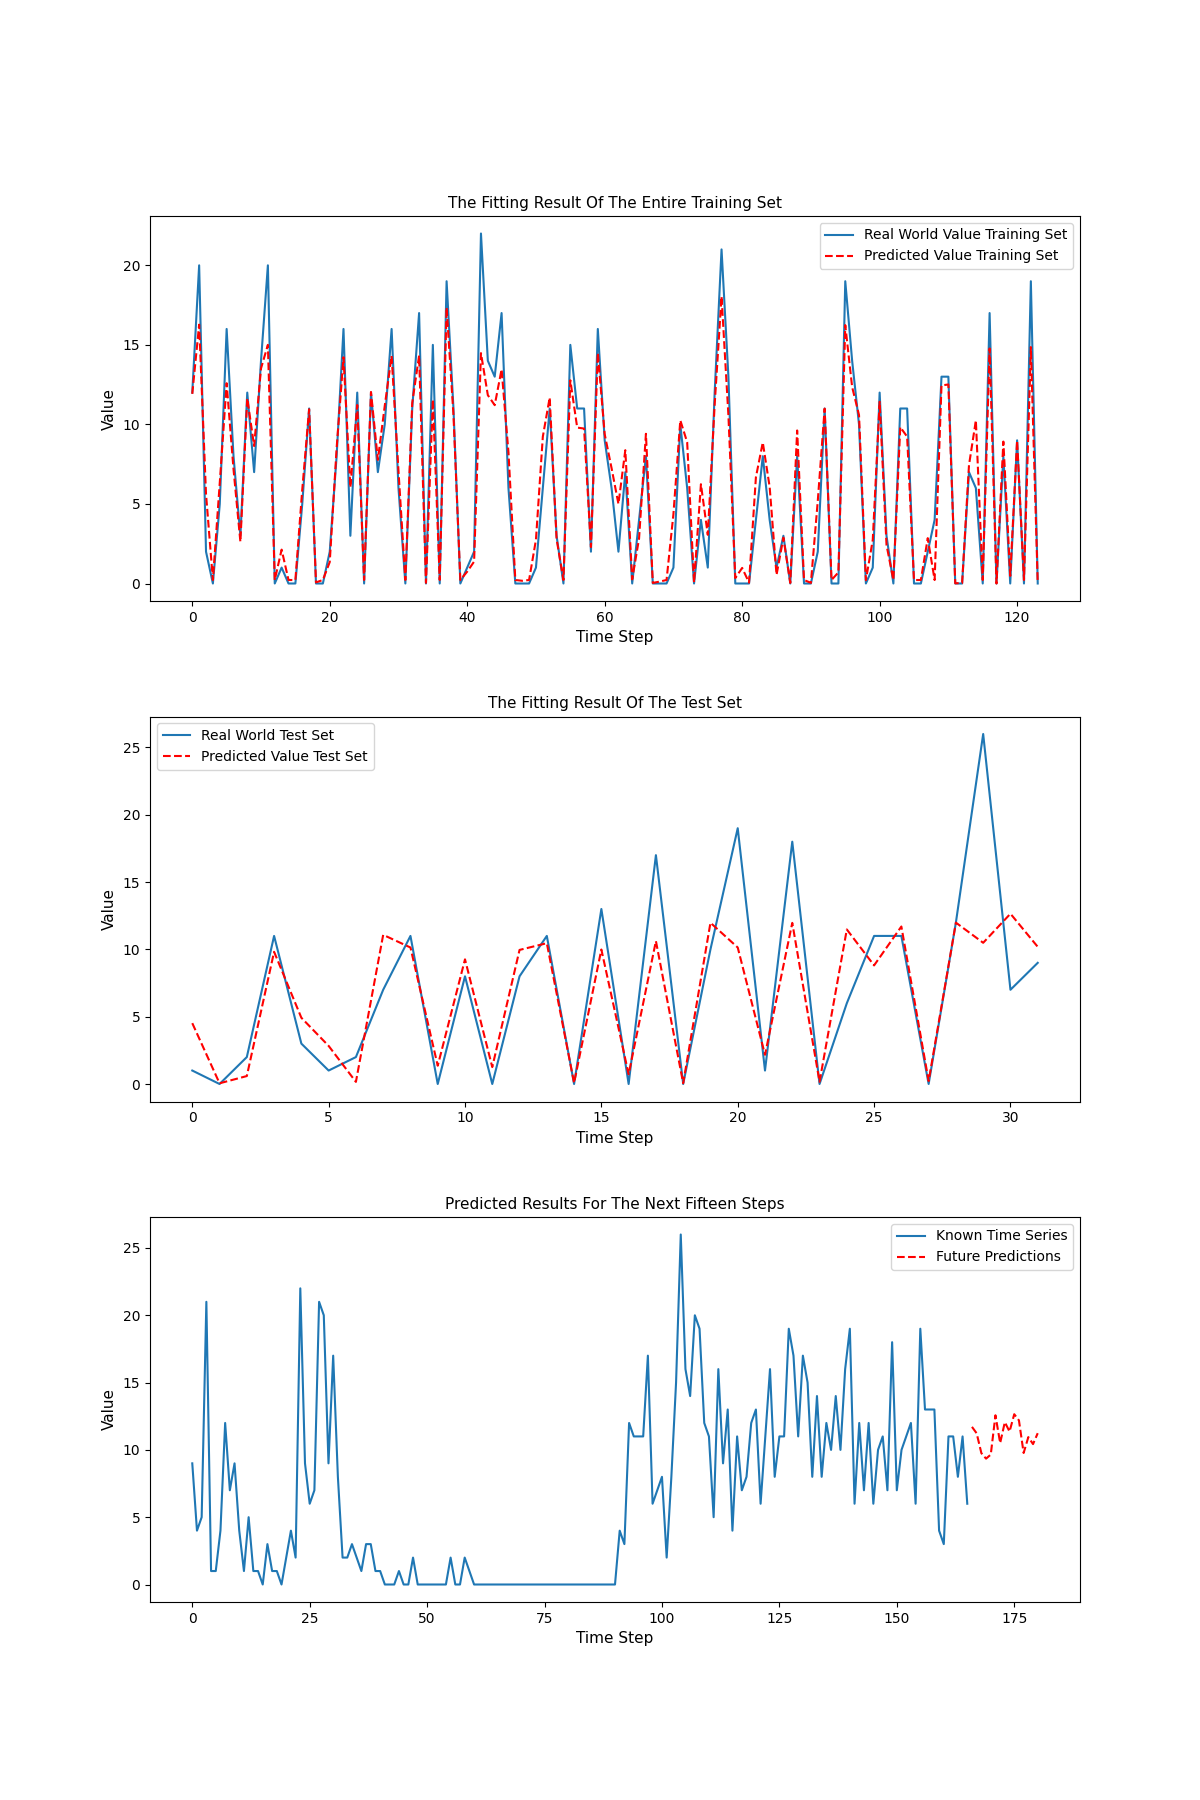 The Fitting Result Of The Entire Training Set
Real World Value Training Set
Predicted Value Training Set
Value
20
15
10
5
0
0 20 40 60 80 100 120
Time Step
The Fitting Result Of The Test Set
Real World Test Set
Predicted Value Test Set
Value
25
20
15
10
5
0
0 5 10 15 20 25 30
Time Step
Predicted Results For The Next Fifteen Steps
Known Time Series
Future Predictions
Value
25
20
15
10
5
0
0 25 50 75 100 125 150 175
Time Step